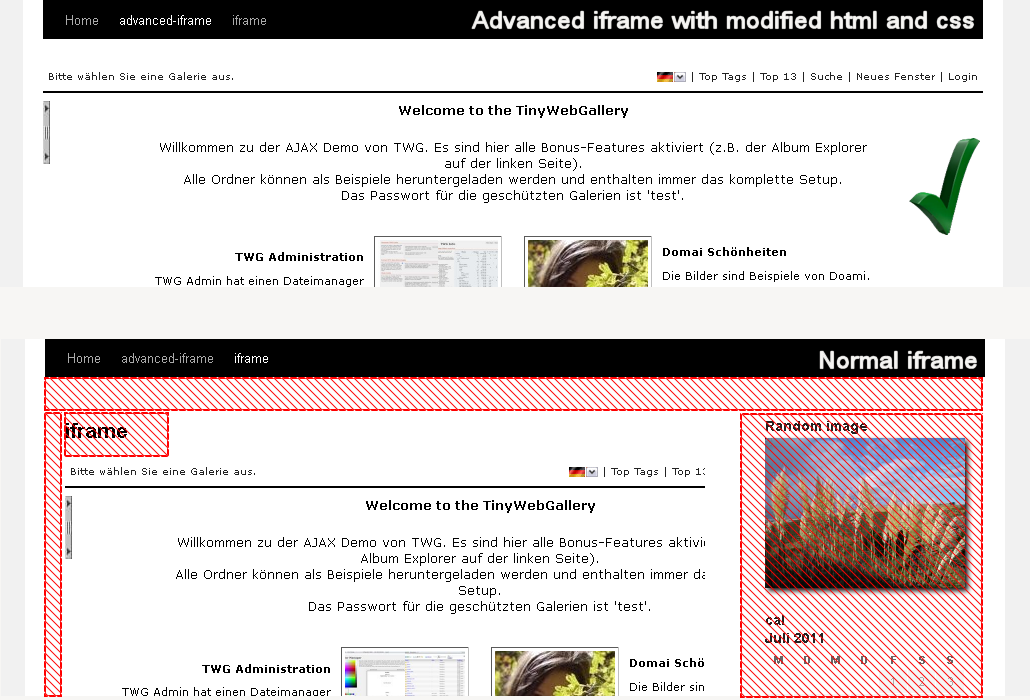 Home advanced-iframe iframe Advanced iframe with modified html and css
Bitte wählen Sie eine Galerie aus. | Top Tags | Top 13 | Suche | Neues Fenster | Login
Welcome to the TinyWebGallery
Willkommen zu der AJAX Demo von TWG. Es sind hier alle Bonus-Features aktiviert (z.B. der Album Explorer
auf der linken Seite).
Alle Ordner können als Beispiele heruntergeladen werden und enthalten immer das komplette Setup.
Das Passwort für die geschützten Galerien ist 'test'.
TWG Administration
TWG Admin hat einen Dateimanager
Domai Schönheiten
Die Bilder sind Beispiele von Doami.
Home advanced-iframe iframe Normal iframe
iframe
Bitte wählen Sie eine Galerie aus. | Top Tags | Top 13
Welcome to the TinyWebGallery
Willkommen zu der AJAX Demo von TWG. Es sind hier alle Bonus-Features aktivi
Album Explorer auf der linken Seite).
Alle Ordner können als Beispiele heruntergeladen werden und enthalten immer da
Setup.
Das Passwort für die geschützten Galerien ist 'test'.
TWG Administration
TWG Admin hat einen Dateimanager
Domai Schö
Die Bilder sin
Random image
cal
Juli 2011
M D M D F S S
1 2 3